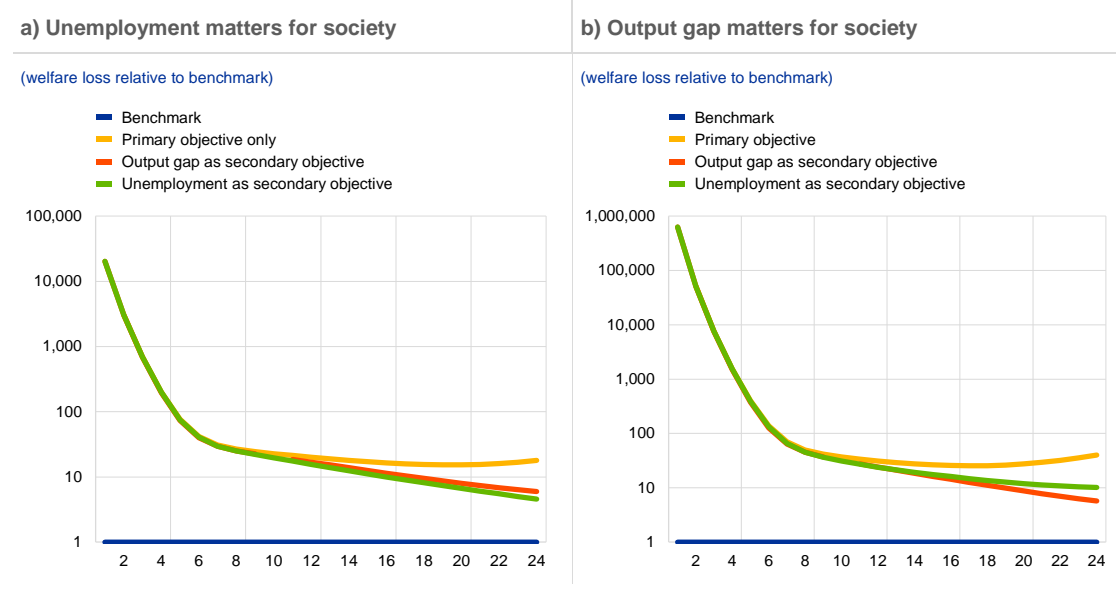 a) Unemployment matters for society
(welfare loss relative to benchmark)
Benchmark
Primary objective only
Output gap as secondary objective
Unemployment as secondary objective
100,000
10,000
1,000
100
10
1
2 4 6 8 10 12 14 16 18 20 22 24
b) Output gap matters for society
(welfare loss relative to benchmark)
Benchmark
Primary objective
Output gap as secondary objective
Unemployment as secondary objective
1,000,000
100,000
10,000
1,000
100
10
1
2 4 6 8 10 12 14 16 18 20 22 24